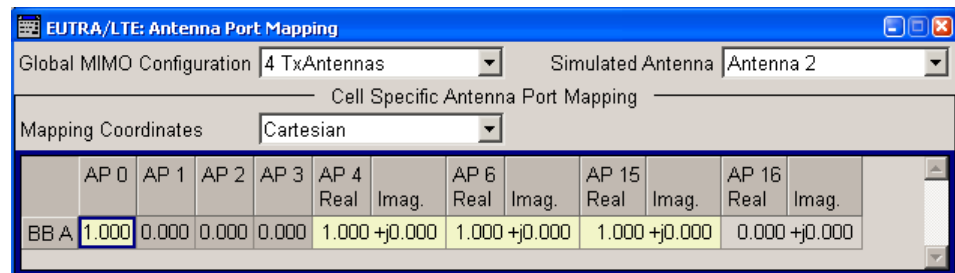 EUTRA/LTE: Antenna Port Mapping
Global MIMO Configuration 4 TxAntennas Simulated Antenna Antenna 2
Cell Specific Antenna Port Mapping
Mapping Coordinates Cartesian
AP 0 AP 1 AP 2 AP 3 AP 4 AP 6 AP 15 AP 16
Real Imag. Real Imag. Real Imag. Real Imag.
BB A 1.000 0.000 0.000 0.000 1.000 +j0.000 1.000 +j0.000 1.000 +j0.000 0.000 +j0.000